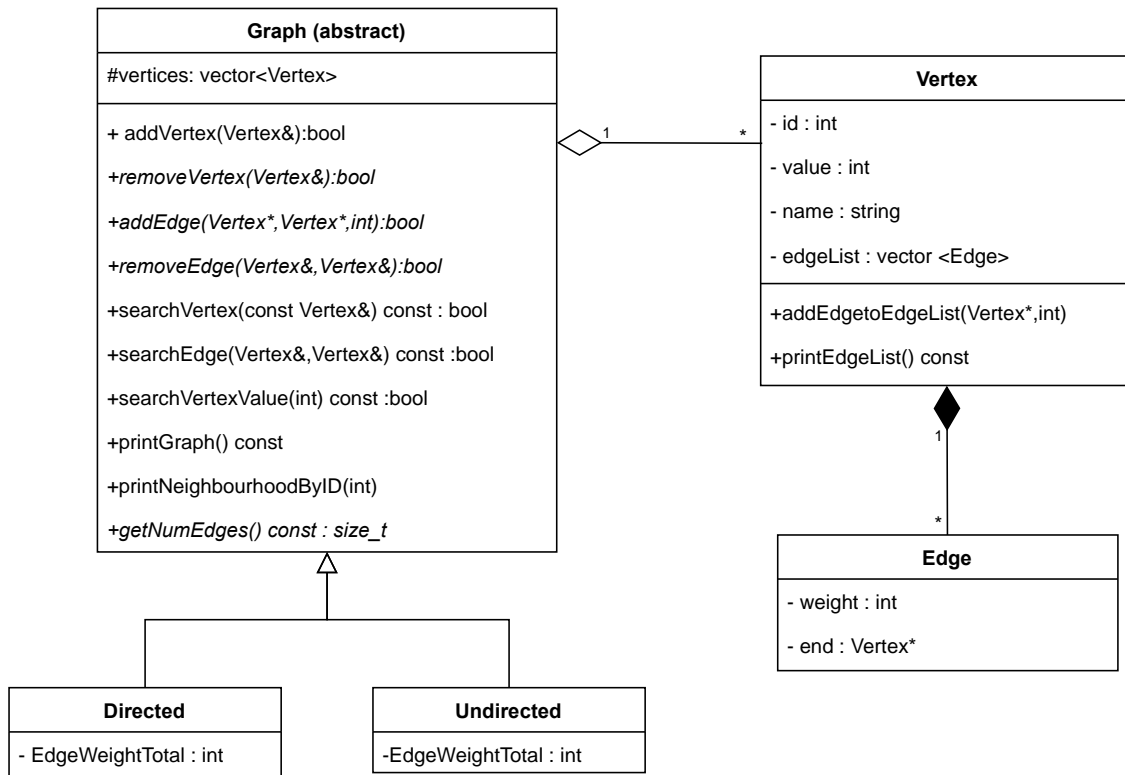 Graph (abstract)
#vertices: vector<Vertex>
+ addVertex(Vertex&):bool
+removeVertex(Vertex&):bool
+addEdge(Vertex*,Vertex*,int):bool
+removeEdge(Vertex&,Vertex&):bool
+searchVertex(const Vertex&) const : bool
+searchEdge(Vertex&,Vertex&) const :bool
+searchVertexValue(int) const :bool
+printGraph() const
+printNeighbourhoodByID(int)
+getNumEdges() const : size_t
1
*
Vertex
- id : int
- value : int
- name : string
- edgeList : vector <Edge>
+addEdgetoEdgeList(Vertex*,int)
+printEdgeList() const
1
*
Edge
- weight : int
- end : Vertex*
Directed
- EdgeWeightTotal : int
Undirected
-EdgeWeightTotal : int